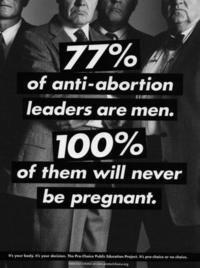 77%
of anti-abortion
leaders are men.
100%
of them will never
be pregnant.
It's your body. It's your decision. The Pro-Choice Public Education Project. It's pro-choice or no choice.